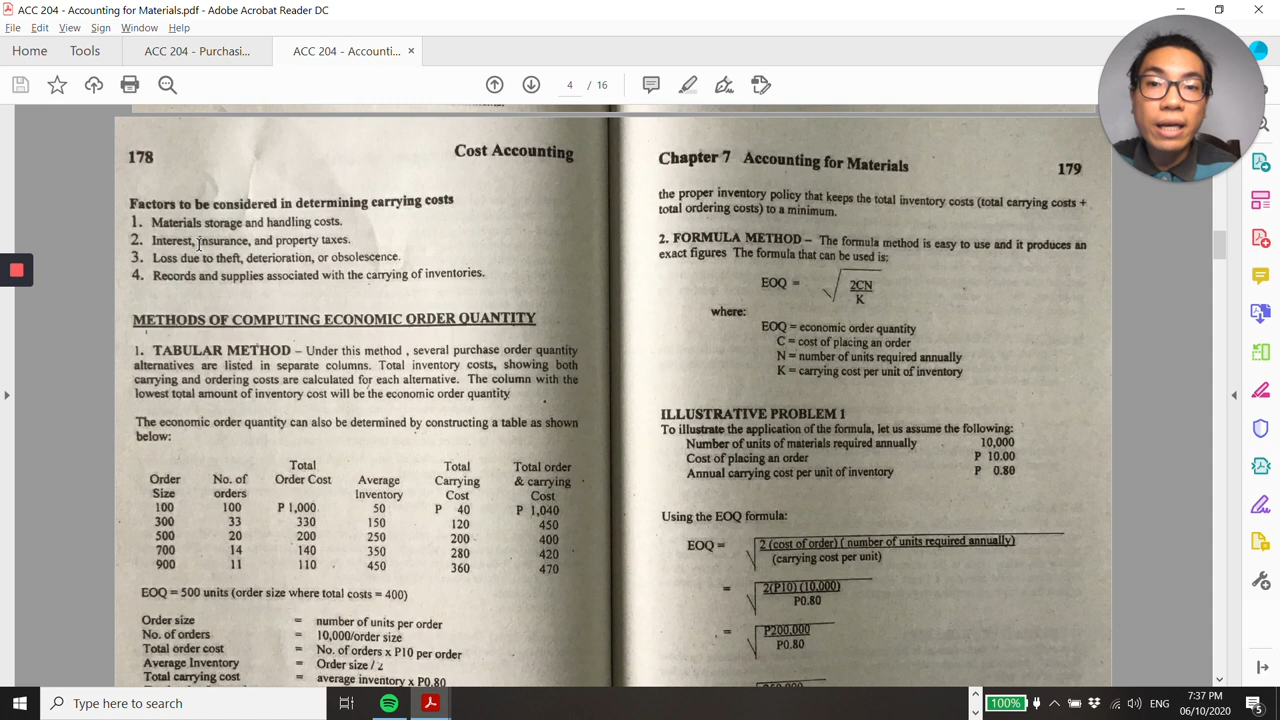 ACC 204 - Accounting for Materials.pdf - Adobe Acrobat Reader DC
File Edit View Sign Window Help
Home Tools ACC 204 - Purchasi... ACC 204 - Accounti... ×
4 / 16
178 Cost Accounting
Factors to be considered in determining carrying costs
1. Materials storage and handling costs.
2. Interest, insurance, and property taxes.
3. Loss due to theft, deterioration, or obsolescence.
4. Records and supplies associated with the carrying of inventories.
METHODS OF COMPUTING ECONOMIC ORDER QUANTITY
1. TABULAR METHOD – Under this method , several purchase order quantity
alternatives are listed in separate columns. Total inventory costs, showing both
carrying and ordering costs are calculated for each alternative. The column with the
lowest total amount of inventory cost will be the economic order quantity
The economic order quantity can also be determined by constructing a table as shown
below:
Total Total Total order
Order No. of Order Cost Average Carrying & carrying
Size orders Inventory Cost Cost
100 100 P 1,000 50 P 40 P 1,040
300 33 330 150 120 450
500 20 200 250 200 400
700 14 140 350 280 420
900 11 110 450 360 470
EOQ = 500 units (order size where total costs = 400)
Order size = number of units per order
No. of orders = 10,000/order size
Total order cost = No. of orders x P10 per order
Average Inventory = Order size / 2
Total carrying cost = average inventory x P0.80
Chapter 7 Accounting for Materials 179
the proper inventory policy that keeps the total inventory costs (total carrying costs +
total ordering costs) to a minimum.
2. FORMULA METHOD – The formula method is easy to use and it produces an
exact figures The formula that can be used is;
EOQ = √ 2CN
K
where:
EOQ = economic order quantity
C = cost of placing an order
N = number of units required annually
K = carrying cost per unit of inventory
ILLUSTRATIVE PROBLEM 1
To illustrate the application of the formula, let us assume the following:
Number of units of materials required annually 10,000
Cost of placing an order P 10.00
Annual carrying cost per unit of inventory P 0.80
Using the EOQ formula:
EOQ = √ 2 (cost of order) ( number of units required annually)
(carrying cost per unit)
= √ 2(P10) (10,000)
P0.80
= √ P200,000
P0.80
Type here to search
100% ENG 7:37 PM
06/10/2020 5